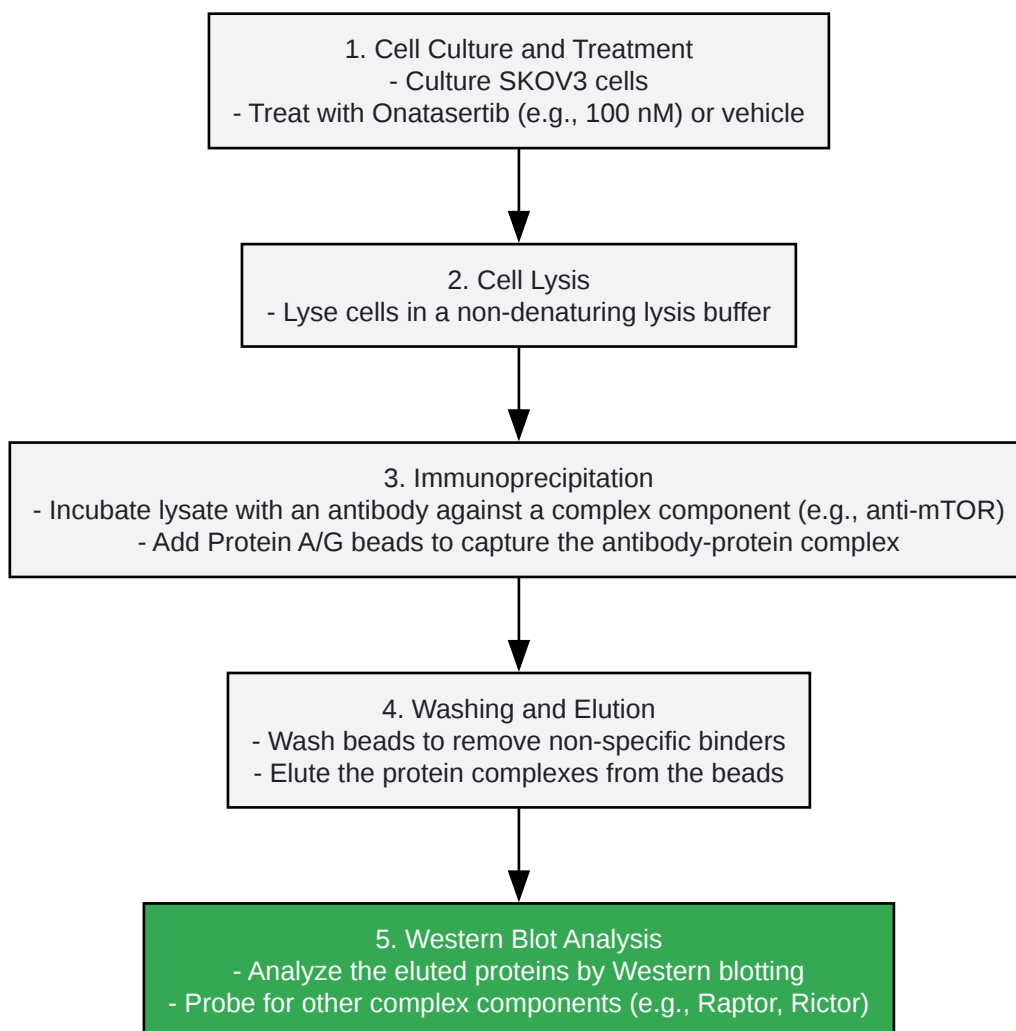 1. Cell Culture and Treatment
- Culture SKOV3 cells
- Treat with Onatasertib (e.g., 100 nM) or vehicle
2. Cell Lysis
- Lyse cells in a non-denaturing lysis buffer
3. Immunoprecipitation
- Incubate lysate with an antibody against a complex component (e.g., anti-mTOR)
- Add Protein A/G beads to capture the antibody-protein complex
4. Washing and Elution
- Wash beads to remove non-specific binders
- Elute the protein complexes from the beads
5. Western Blot Analysis
- Analyze the eluted proteins by Western blotting
- Probe for other complex components (e.g., Raptor, Rictor)